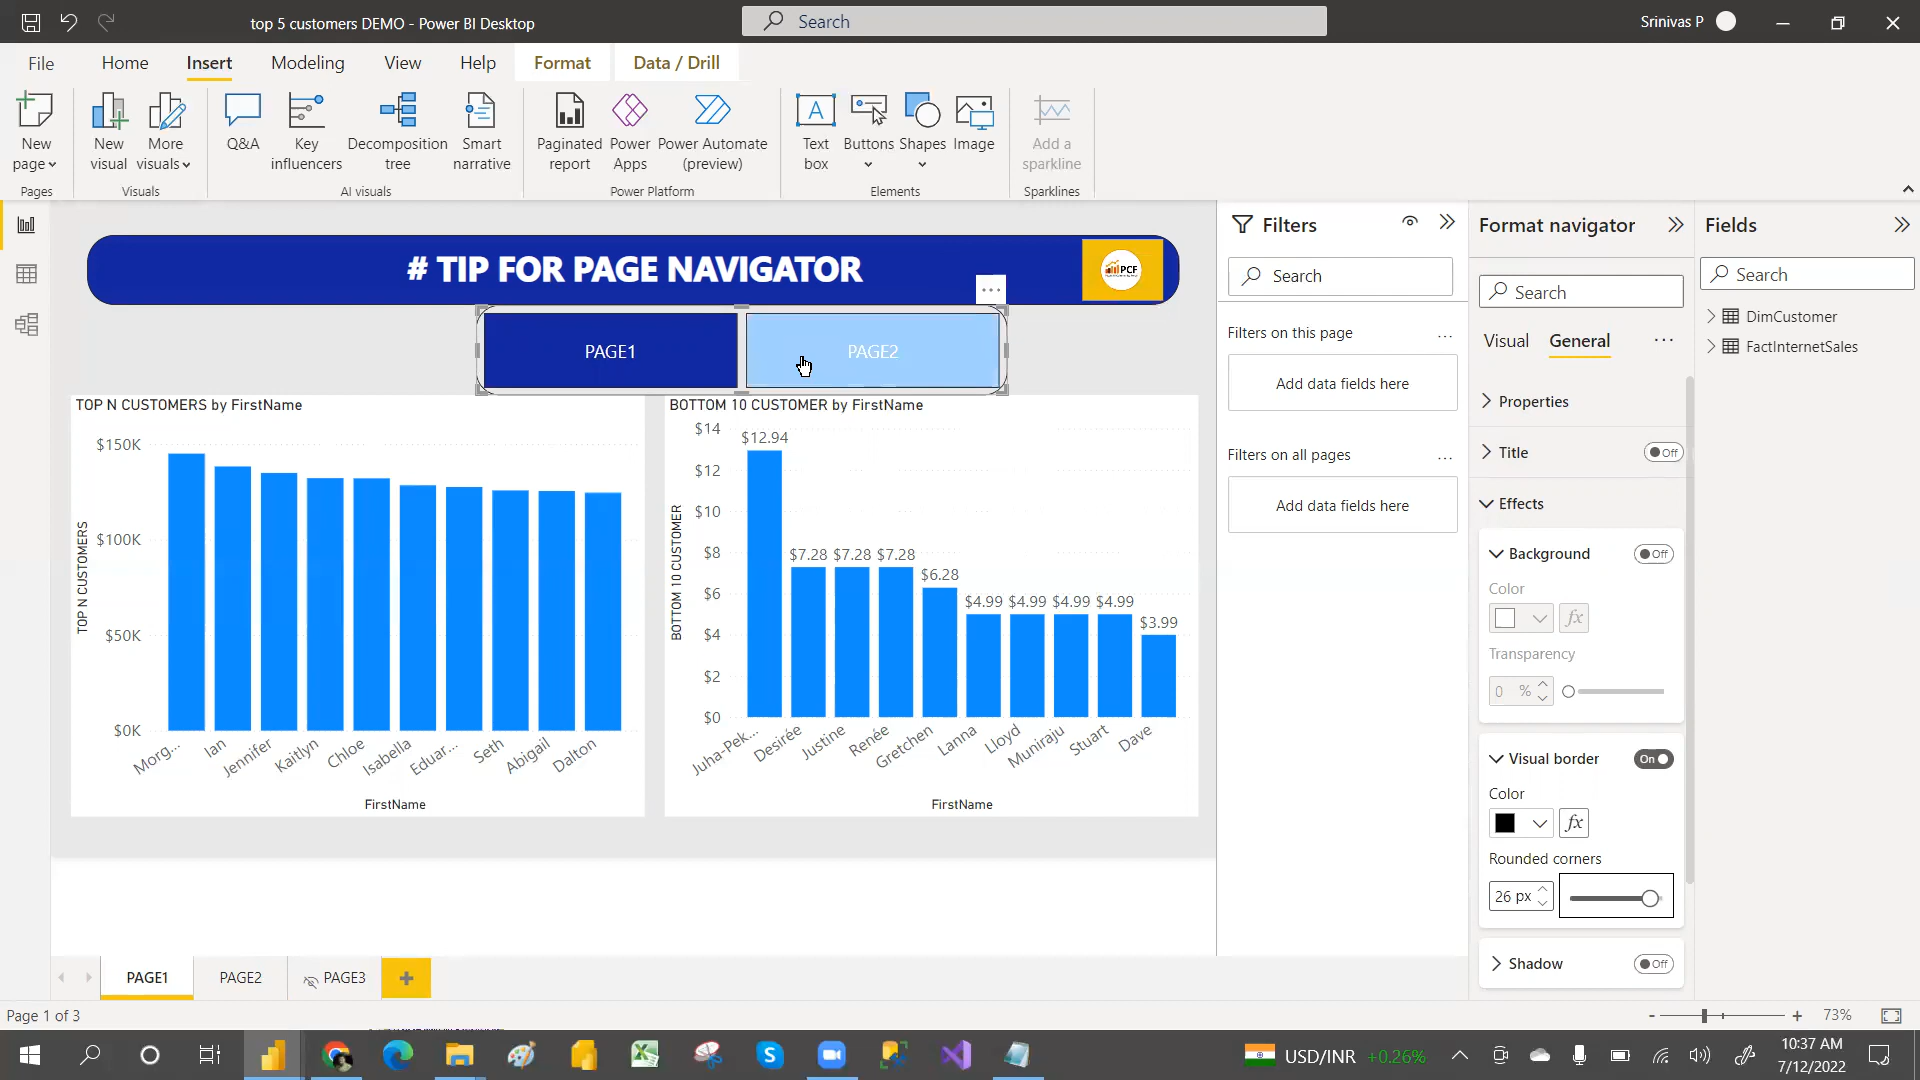 top 5 customers DEMO - Power BI Desktop
Search
Srinivas P
File
Home
Insert
Modeling
View
Help
Format
Data / Drill
New
page
New
visual
More
visuals
Q&A
Key
influencers
Decomposition
tree
Smart
narrative
Paginated
report
Power
Apps
Power Automate
(preview)
Text
box
Buttons
Shapes
Image
Add a
sparkline
Pages
Visuals
AI visuals
Power Platform
Elements
Sparklines
# TIP FOR PAGE NAVIGATOR
PCF
PAGE1
PAGE2
TOP N CUSTOMERS by FirstName
TOP N CUSTOMERS
$150K
$100K
$50K
$0K
Morg...
Ian
Jennifer
Kaitlyn
Chloe
Isabella
Eduar...
Seth
Abigail
Dalton
FirstName
BOTTOM 10 CUSTOMER by FirstName
BOTTOM 10 CUSTOMER
$14
$12
$10
$8
$6
$4
$2
$0
$12.94
$7.28
$7.28
$7.28
$6.28
$4.99
$4.99
$4.99
$4.99
$3.99
Juha-Pek...
Desirée
Justine
Renée
Gretchen
Lanna
Lloyd
Muniraju
Stuart
Dave
FirstName
Filters
Search
Filters on this page
Add data fields here
Filters on all pages
Add data fields here
Format navigator
Search
Visual
General
Properties
Title
Off
Effects
Background
Off
Color
fx
Transparency
0 %
Visual border
On
Color
fx
Rounded corners
26 px
Shadow
Off
Fields
Search
DimCustomer
FactInternetSales
PAGE1
PAGE2
PAGE3
Page 1 of 3
73%
USD/INR +0.26%
10:37 AM
7/12/2022